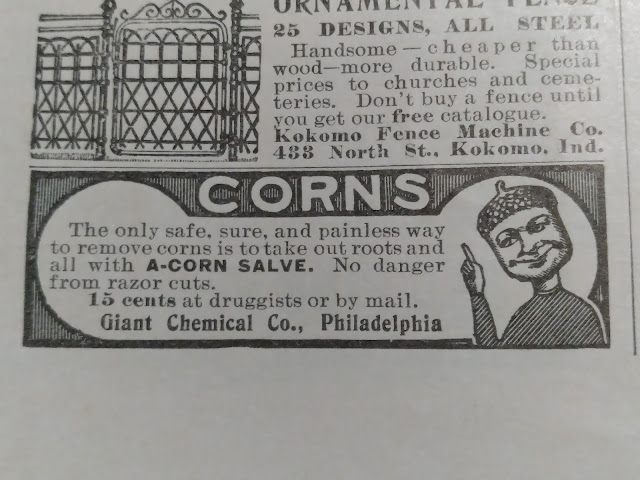 ORNAMENTAL FENCE
25 DESIGNS, ALL STEEL
Handsome—cheaper than
wood—more durable. Special
prices to churches and ceme-
teries. Don't buy a fence until
you get our free catalogue.
Kokomo Fence Machine Co.
433 North St., Kokomo, Ind.
CORNS
The only safe, sure, and painless way
to remove corns is to take out roots and
all with A-CORN SALVE. No danger
from razor cuts.
15 cents at druggists or by mail.
Giant Chemical Co., Philadelphia